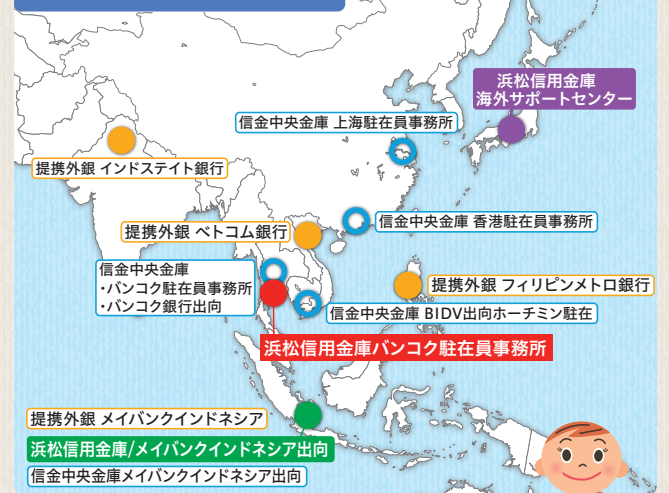 浜松信用金庫
海外サポートセンター
信金中央金庫 上海駐在員事務所
提携外銀 インドステイト銀行
信金中央金庫 香港駐在員事務所
提携外銀 ベトコム銀行
信金中央金庫
・バンコク駐在員事務所
・バンコク銀行出向
提携外銀 フィリピンメトロ銀行
信金中央金庫 BIDV出向ホーチミン駐在
浜松信用金庫バンコク駐在員事務所
提携外銀 メイバンクインドネシア
浜松信用金庫/メイバンクインドネシア出向
信金中央金庫メイバンクインドネシア出向